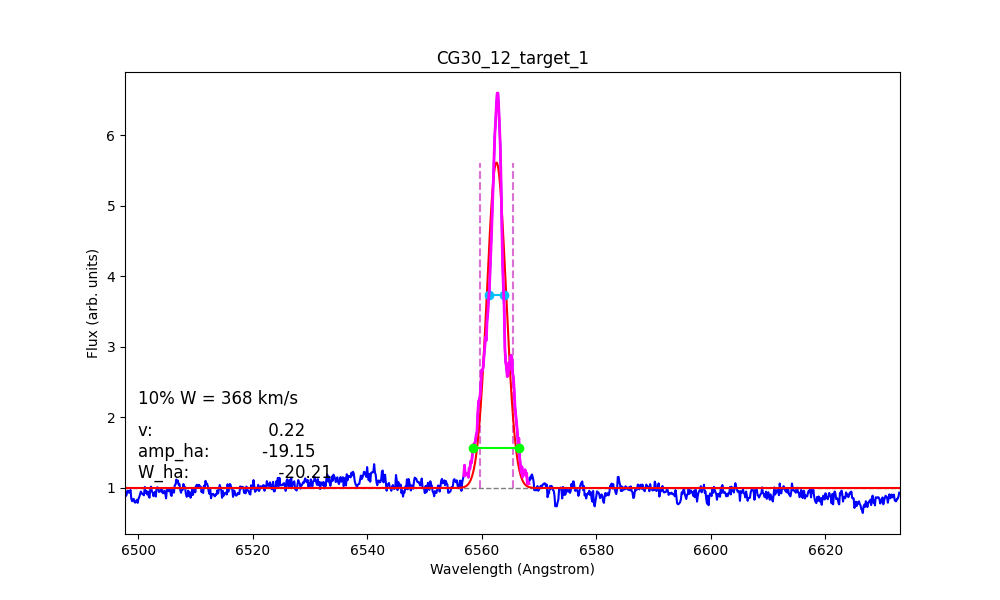 CG30_12_target_1
Flux (arb. units)
6
5
4
3
2
1
10% W = 368 km/s
v: 0.22
amp_ha: -19.15
W_ha: -20.21
6500 6520 6540 6560 6580 6600 6620
Wavelength (Angstrom)